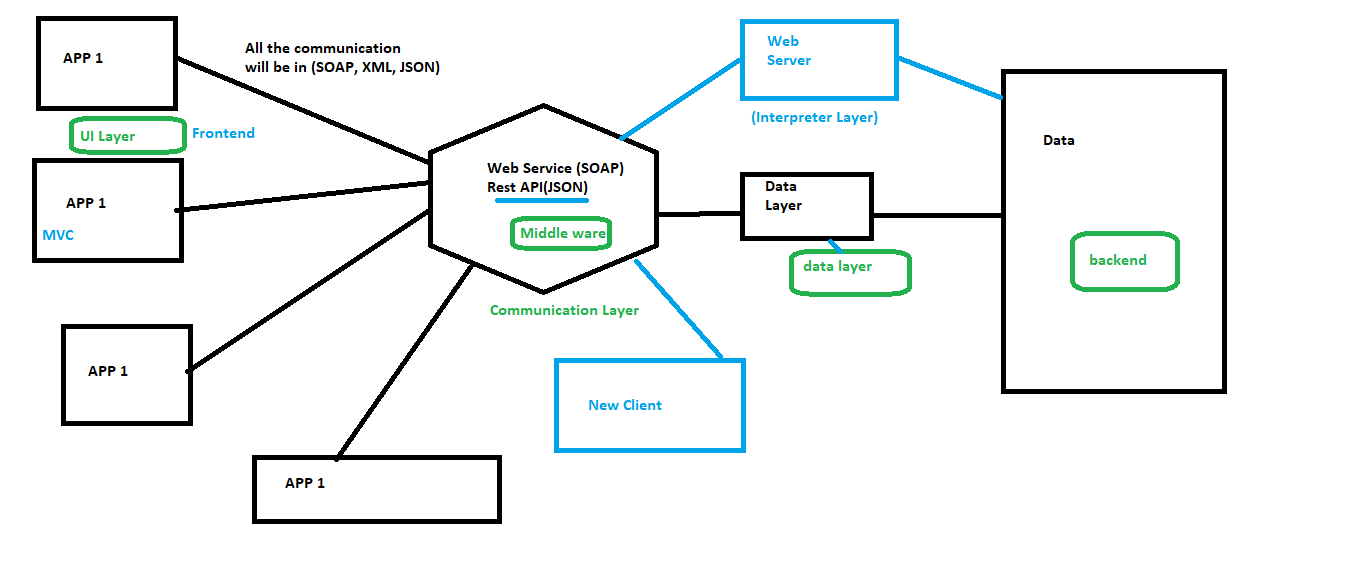 APP 1
All the communication
will be in (SOAP, XML, JSON)
UI Layer
Frontend
APP 1
MVC
APP 1
APP 1
Web Service (SOAP)
Rest API(JSON)
Middle ware
Communication Layer
New Client
Web
Server
(Interpreter Layer)
Data
Layer
data layer
Data
backend